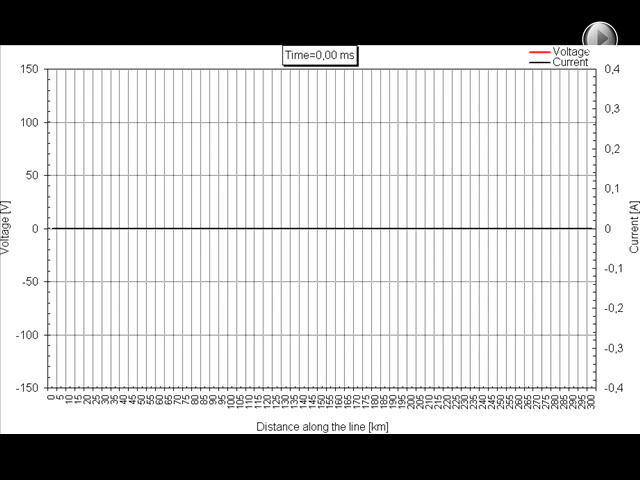 Time=0,00 ms
Voltage
Current
150
100
50
0
-50
-100
-150
Voltage [V]
0,4
0,3
0,2
0,1
0
-0,1
-0,2
-0,3
-0,4
Current [A]
0 5 10 15 20 25 30 35 40 45 50 55 60 65 70 75 80 85 90 95 100 105 110 115 120 125 130 135 140 145 150 155 160 165 170 175 180 185 190 195 200 205 210 215 220 225 230 235 240 245 250 255 260 265 270 275 280 285 290 295 300
Distance along the line [km]